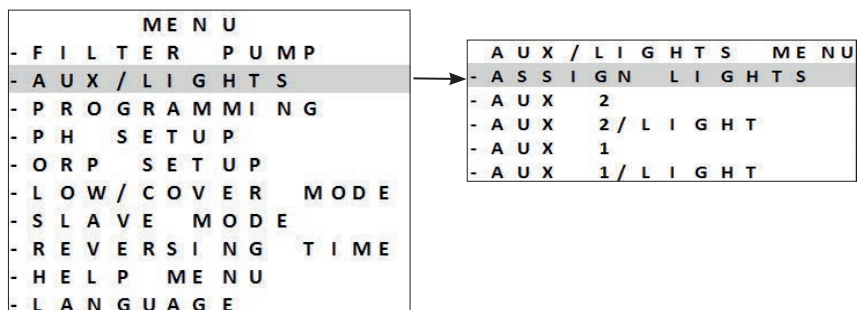 MENU
- FILTER PUMP
- AUX/LIGHTS
- PROGRAMMING
- PH SETUP
- ORP SETUP
- LOW/COVER MODE
- SLAVE MODE
- REVERSING TIME
- HELP MENU
- LANGUAGE
AUX/LIGHTS MENU
- ASSIGN LIGHTS
- AUX 2
- AUX 2/LIGHT
- AUX 1
- AUX 1/LIGHT